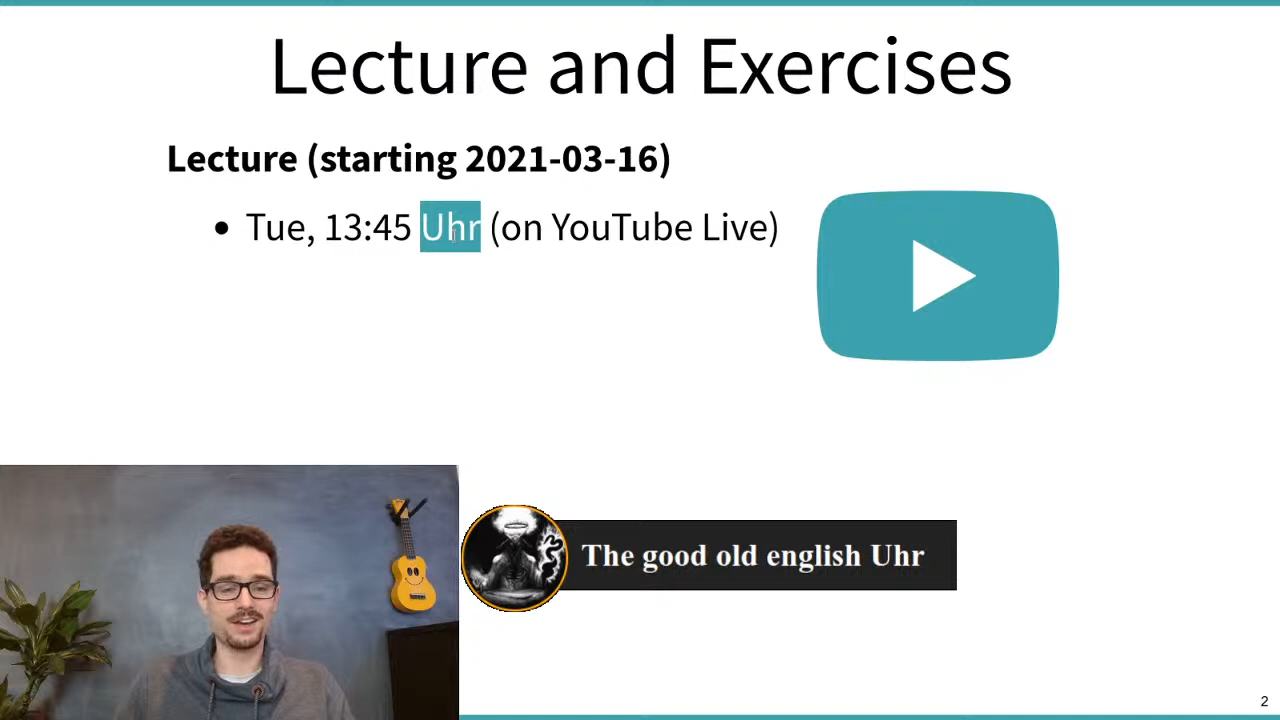 Lecture and Exercises
Lecture (starting 2021-03-16)
• Tue, 13:45 Uhr (on YouTube Live)
The good old english Uhr
2